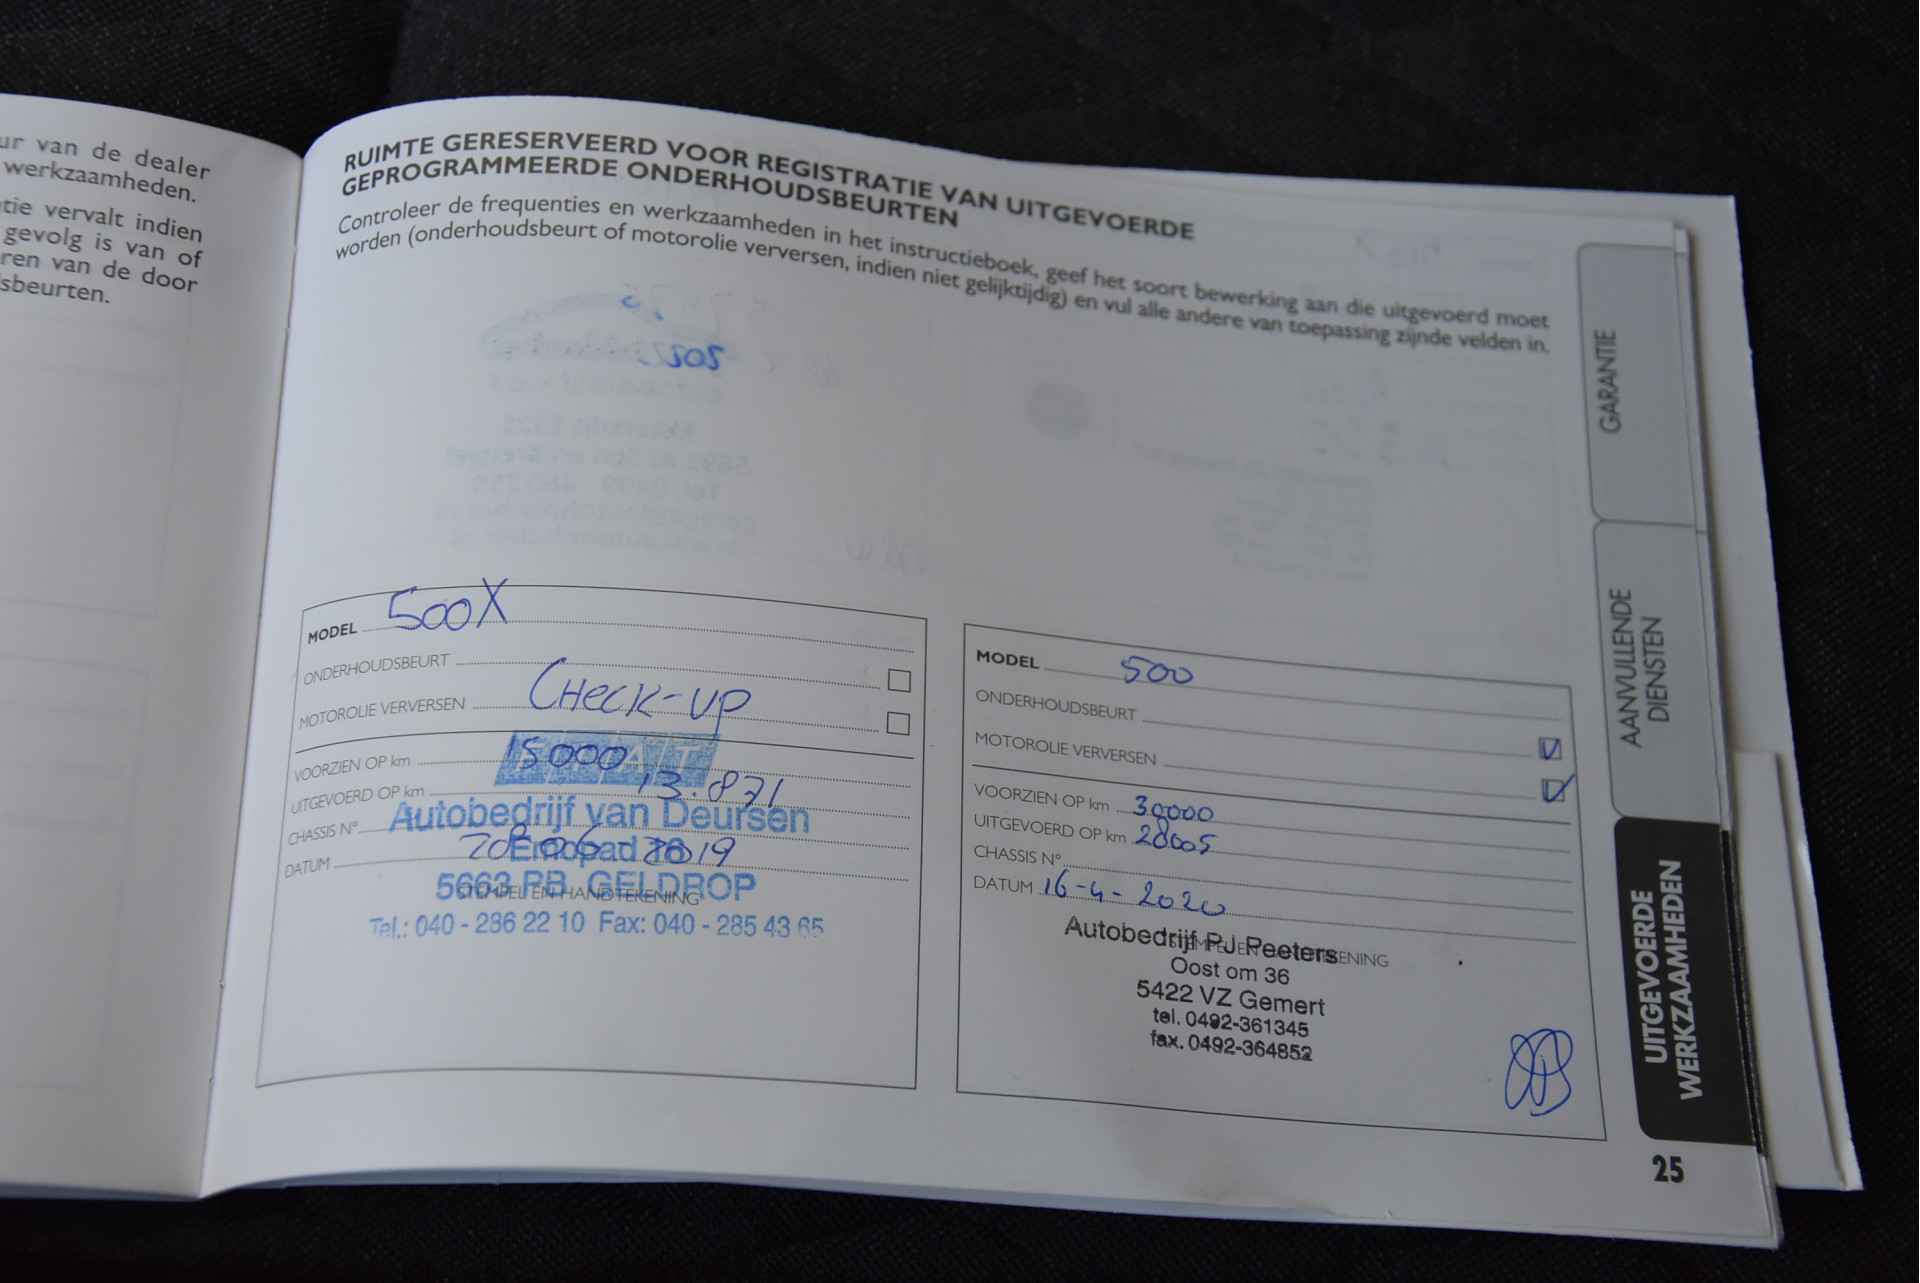 ur van de dealer
werkzaamheden.
tie vervalt indien
gevolg is van of
ren van de door
sbeurten.
RUIMTE GERESERVEERD VOOR REGISTRATIE VAN UITGEVOERDE
GEPROGRAMMEERDE ONDERHOUDSBEURTEN
Controleer de frequenties en werkzaamheden in het instructieboek, geef het soort bewerking aan die uitgevoerd moet
worden (onderhoudsbeurt of motorolie verversen, indien niet gelijktijdig) en vul alle andere van toepassing zijnde velden in.
MODEL 500X
ONDERHOUDSBEURT
CHECK-UP
MOTOROLIE VERVERSEN
FIAT
VOORZIEN OP km 15000
UITGEVOERD OP km 13.871
CHASSIS N°
Autobedrijf van Deursen
DATUM 28-06-2019
Emopad
STEMPEL EN HANDTEKENING
5663 PB GELDROP
Tel.: 040 - 286 22 10 Fax: 040 - 285 43 65
MODEL 500
ONDERHOUDSBEURT
MOTOROLIE VERVERSEN
VOORZIEN OP km 30000
UITGEVOERD OP km 28005
CHASSIS N°
DATUM 16-4-2020
Autobedrijf P.J. Peeters
Oost om 36
5422 VZ Gemert
tel. 0492-361345
fax. 0492-364852
GARANTIE
AANVULLENDE
DIENSTEN
UITGEVOERDE
WERKZAAMHEDEN
25